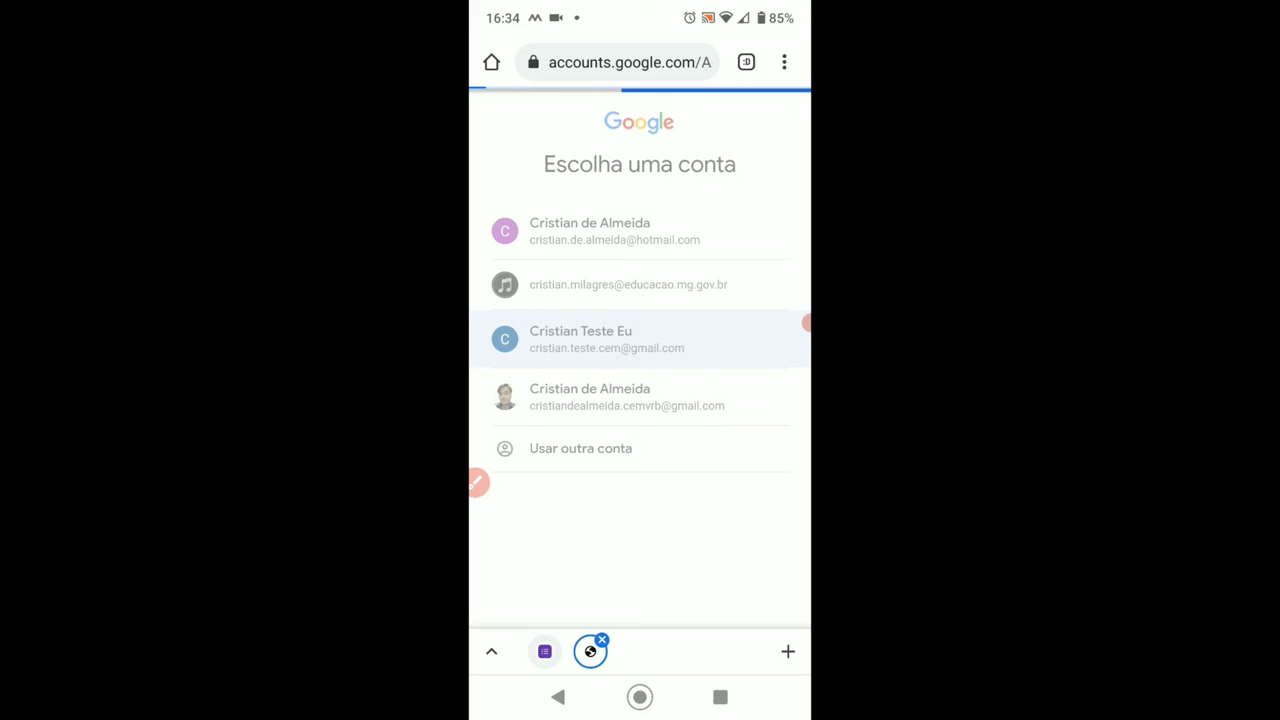 16:34
85%
accounts.google.com/A
:D
Google
Escolha uma conta
C
Cristian de Almeida
cristian.de.almeida@hotmail.com
cristian.milagres@educacao.mg.gov.br
C
Cristian Teste Eu
cristian.teste.cem@gmail.com
Cristian de Almeida
cristiandealmeida.cemvrb@gmail.com
Usar outra conta